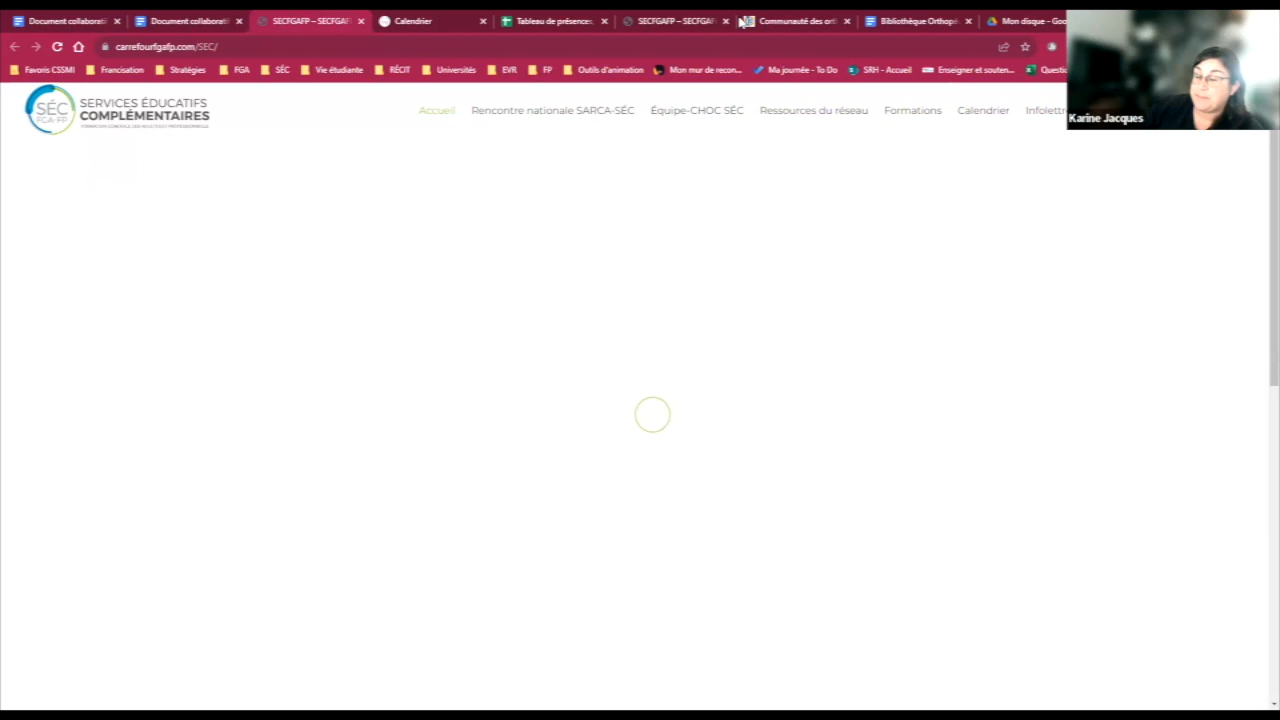 Document collaborati
Document collaborati
SECFGAFP – SECFGAF
Calendrier
Tableau de présences,
SECFGAFP – SECFGAF
Communauté des ort
Bibliothèque Orthopé
Mon disque - Goo
carrefourfgafp.com/SEC/
Favoris CSSMI
Francisation
Stratégies
FGA
SÉC
Vie étudiante
RÉCIT
Universités
EVR
FP
Outils d'animation
Mon mur de recon...
Ma journée - To Do
SRH - Accueil
Enseigner et souten...
Questi
SÉC
FGA·FP
SERVICES ÉDUCATIFS
COMPLÉMENTAIRES
Accueil
Rencontre nationale SARCA-SÉC
Équipe-CHOC SÉC
Ressources du réseau
Formations
Calendrier
Infolettr
Karine Jacques